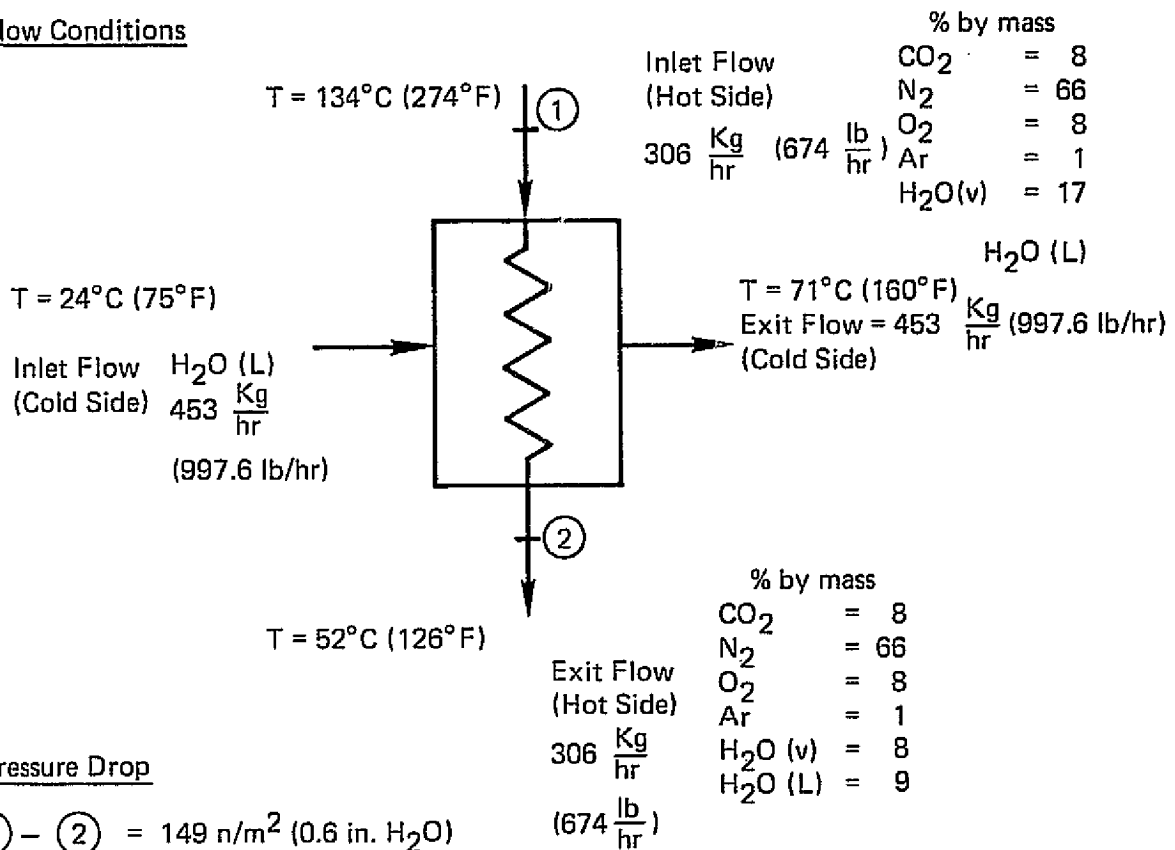 low Conditions
T = 134°C (274°F)
1
Inlet Flow
(Hot Side)
306 Kg/hr (674 lb/hr)
% by mass
CO₂ = 8
N₂ = 66
O₂ = 8
Ar = 1
H₂O(v) = 17
T = 24°C (75°F)
Inlet Flow H₂O (L)
(Cold Side) 453 Kg/hr
(997.6 lb/hr)
H₂O (L)
T = 71°C (160°F)
Exit Flow = 453 Kg/hr (997.6 lb/hr)
(Cold Side)
2
T = 52°C (126°F)
Exit Flow
(Hot Side)
306 Kg/hr
(674 lb/hr)
% by mass
CO₂ = 8
N₂ = 66
O₂ = 8
Ar = 1
H₂O (v) = 8
H₂O (L) = 9
ressure Drop
) – 2 = 149 n/m² (0.6 in. H₂O)